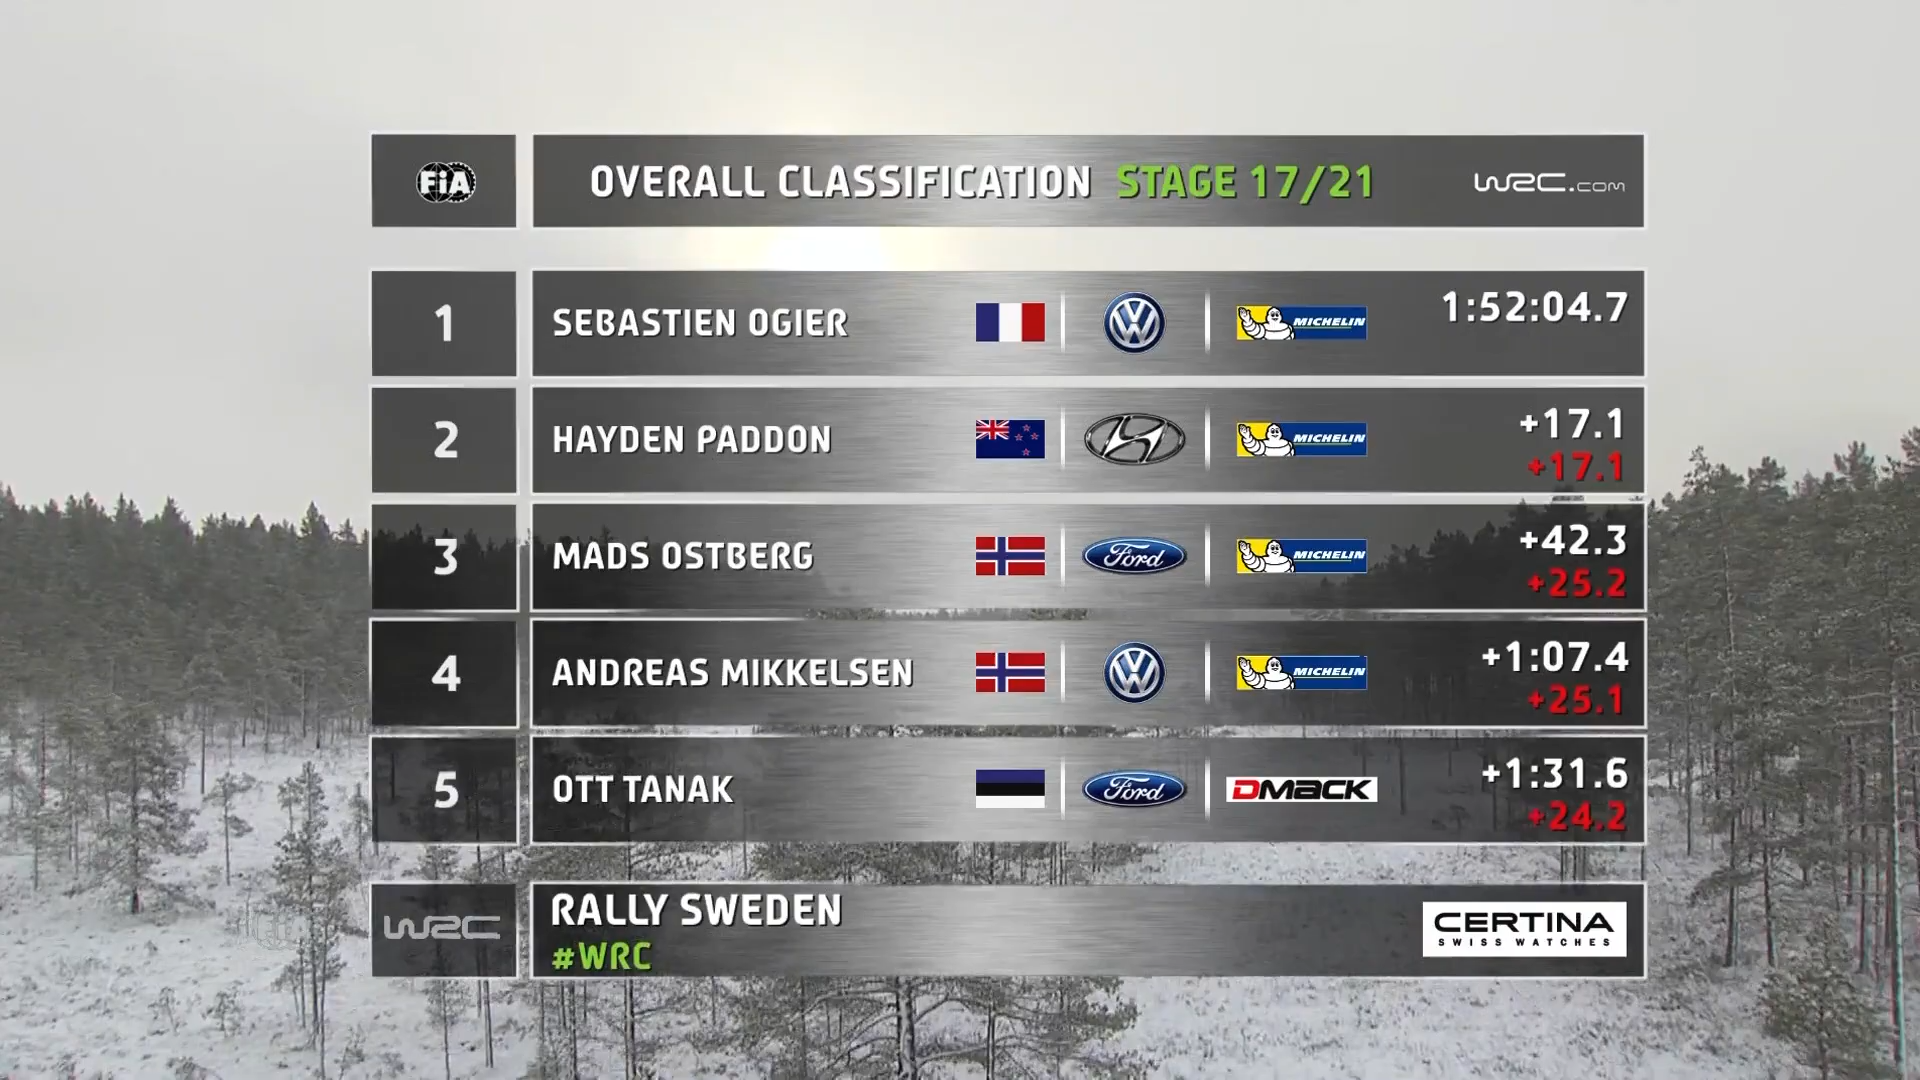 FiA
OVERALL CLASSIFICATION STAGE 17/21
WRC.com
1 SEBASTIEN OGIER MICHELIN 1:52:04.7
2 HAYDEN PADDON MICHELIN +17.1
+17.1
3 MADS OSTBERG Ford MICHELIN +42.3
+25.2
4 ANDREAS MIKKELSEN MICHELIN +1:07.4
+25.1
5 OTT TANAK Ford DMACK +1:31.6
+24.2
WRC
RALLY SWEDEN
#WRC
CERTINA
SWISS WATCHES